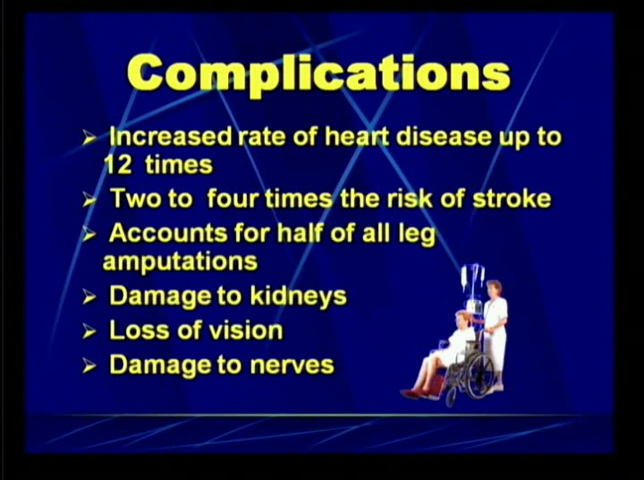 Complications
➢ Increased rate of heart disease up to
12 times
➢ Two to four times the risk of stroke
➢ Accounts for half of all leg
amputations
➢ Damage to kidneys
➢ Loss of vision
➢ Damage to nerves